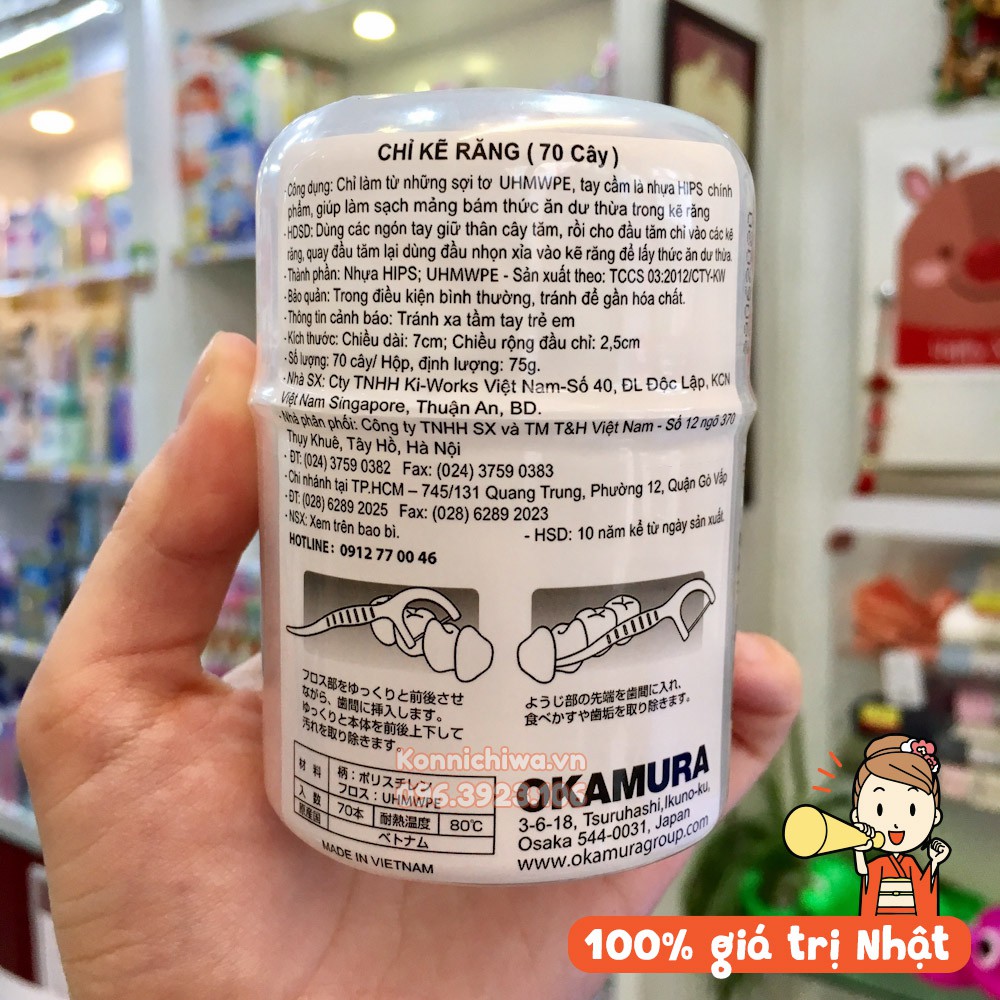 CHỈ KẼ RĂNG ( 70 Cây )
- Công dụng: Chỉ làm từ những sợi tơ UHMWPE, tay cầm là nhựa HIPS chính
phẩm, giúp làm sạch mảng bám thức ăn dư thừa trong kẽ răng
- HDSD: Dùng các ngón tay giữ thân cây tăm, rồi cho đầu tăm chỉ vào các kẽ
răng, quay đầu tăm lại dùng đầu nhọn xỉa vào kẽ răng để lấy thức ăn dư thừa.
- Thành phần: Nhựa HIPS; UHMWPE - Sản xuất theo: TCCS 03:2012/CTY-KW
- Bảo quản: Trong điều kiện bình thường, tránh để gần hóa chất.
- Thông tin cảnh báo: Tránh xa tầm tay trẻ em
- Kích thước: Chiều dài: 7cm; Chiều rộng đầu chỉ: 2,5cm
- Số lượng: 70 cây/ Hộp, định lượng: 75g.
- Nhà SX: Cty TNHH Ki-Works Việt Nam-Số 40, ĐL Độc Lập, KCN
Việt Nam Singapore, Thuận An, BD.
- Nhà phân phối: Công ty TNHH SX và TM T&H Việt Nam - Số 12 ngõ 370
Thụy Khuê, Tây Hồ, Hà Nội
- ĐT: (024) 3759 0382 Fax: (024) 3759 0383
- Chi nhánh tại TP.HCM – 745/131 Quang Trung, Phường 12, Quận Gò Vấp
- ĐT: (028) 6289 2025 Fax: (028) 6289 2023
- NSX: Xem trên bao bì. - HSD: 10 năm kể từ ngày sản xuất.
HOTLINE: 0912 77 00 46
フロス部をゆっくりと前後させ
ながら、歯間に挿入します。
ゆっくりと本体を前後上下して
汚れを取り除きます。
ようじ部の先端を歯間に入れ、
食べかすや歯垢を取り除きます。
Konnichiwa.vn
材料 柄：ポリスチレン
フロス：UHMWPE
入数 70本 耐熱温度 80℃
原産国 ベトナム
MADE IN VIETNAM
OKAMURA
3-6-18, Tsuruhashi, Ikuno-ku,
Osaka 544-0031, Japan
www.okamuragroup.com
100% giá trị Nhật